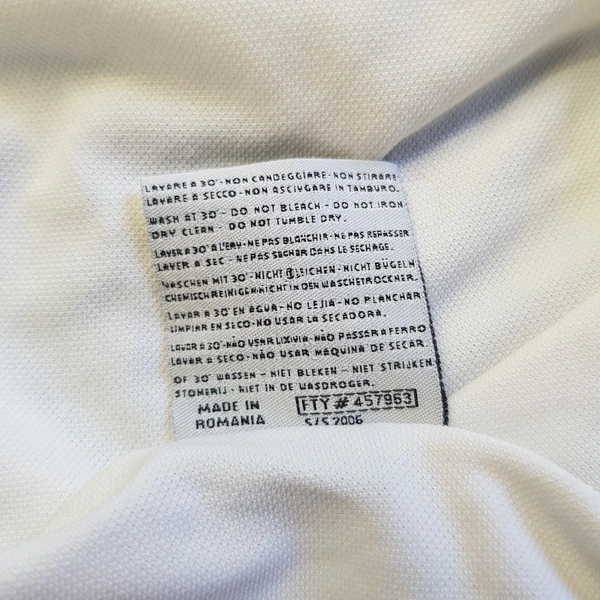 LAVARE A 30°-NON CANDEGGIARE-NON STIRARE
LAVARE A SECCO-NON ASCIUGARE IN TAMBURO.
WASH AT 30°- DO NOT BLEACH - DO NOT IRON
DRY CLEAN - DO NOT TUMBLE DRY.
LAVER A 30° A L'EAU-NE PAS BLANCHIR-NE PAS REPASSER
LAVER A SEC -NE PAS SECHER DANS LE SECHAGE.
WASCHEN MIT 30°-NICHT BLEICHEN-NICHT BÜGELN
CHEMISCH REINIGEN-NICHT IN DEN WASCHETROCKNER.
LAVAR A 30° EN AGUA-NO LEJIA-NO PLANCHAR
LIMPIAR EN SECO-NO USAR LA SECADORA.
LAVAR A 30°-NÃO USAR LIXIVIA-NÃO PASSAR A FERRO
LAVAR A SECO-NÃO USAR MAQUINA DE SECAR
OF 30° WASSEN - NIET BLEKEN - NIET STRIJKEN.
STOMERIJ - NIET IN DE WASDROGER.
MADE IN
ROMANIA
FTY # 457963
S/S 2006